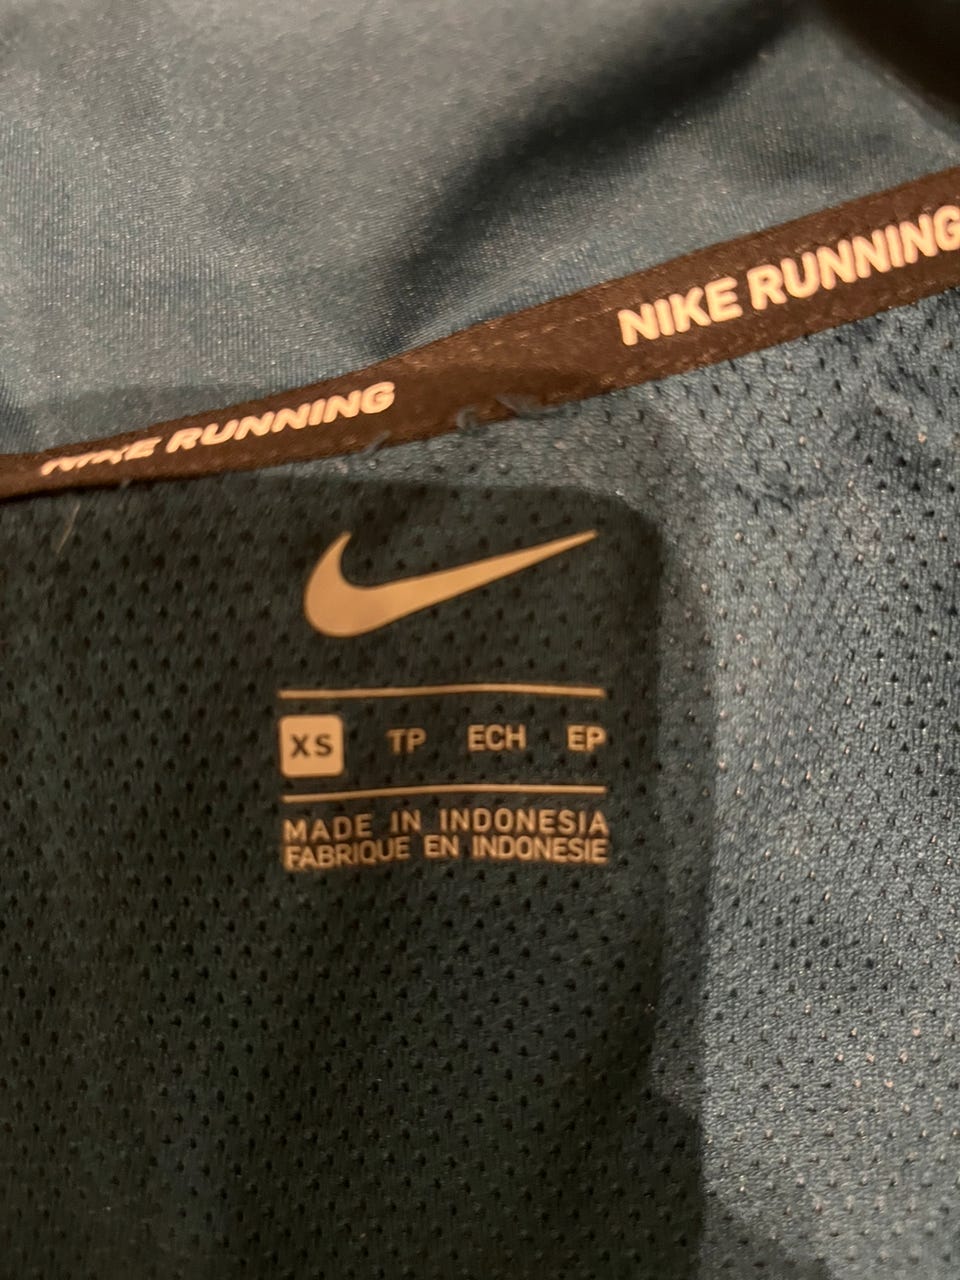 NIKE RUNNING
NIKE RUNNING
XS TP ECH EP
MADE IN INDONESIA
FABRIQUE EN INDONESIE